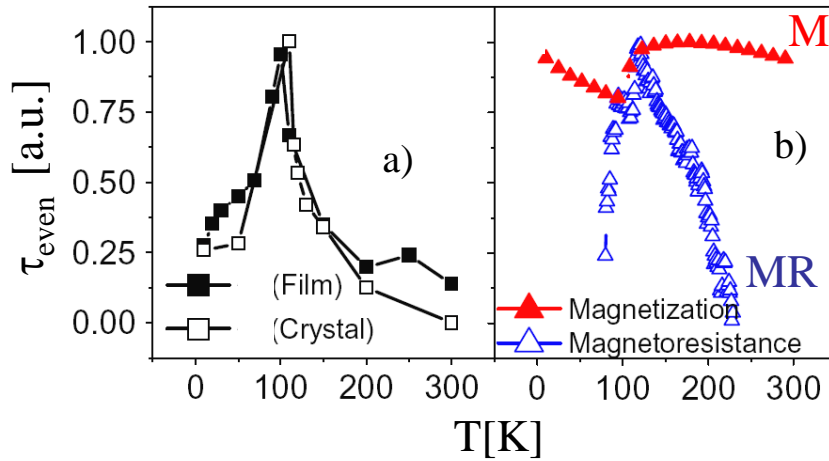 τeven [a.u.]
1.00
0.75
0.50
0.25
0.00
a)
(Film)
(Crystal)
0 100 200 300
M
b)
MR
Magnetization
Magnetoresistance
0 100 200 300
T[K]